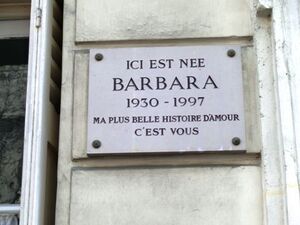 ICI EST NEE
BARBARA
1930 - 1997
MA PLUS BELLE HISTOIRE D'AMOUR
C'EST VOUS